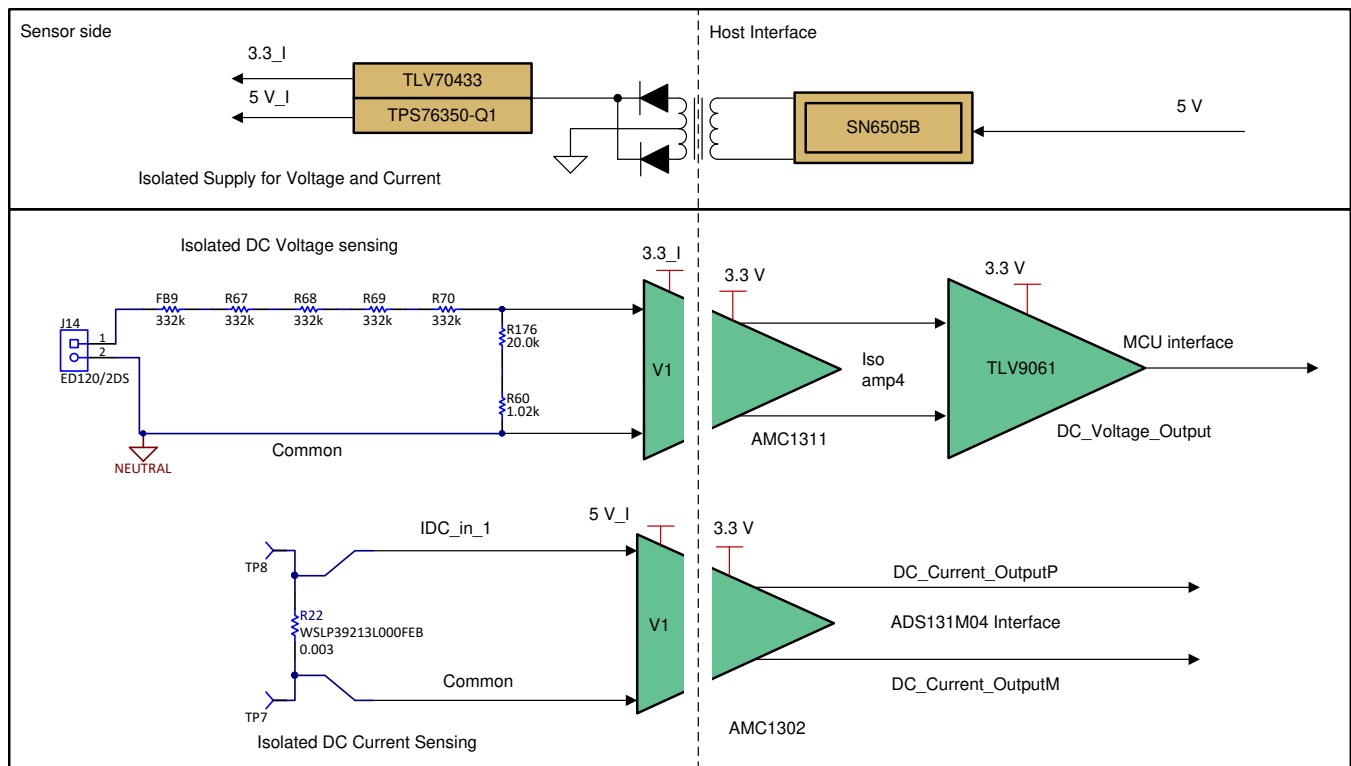 Sensor side
Host Interface
3.3_I
5 V_I
TLV70433
TPS76350-Q1
SN6505B
5 V
Isolated Supply for Voltage and Current
Isolated DC Voltage sensing
3.3_I
3.3 V
3.3 V
FB9
332k
R67
332k
R68
332k
R69
332k
R70
332k
J14
1
2
ED120/2DS
R176
20.0k
R60
1.02k
V1
Iso
amp4
TLV9061
MCU interface
Common
NEUTRAL
AMC1311
DC_Voltage_Output
IDC_in_1
5 V_I
3.3 V
TP8
R22
WSLP39213L000FEB
0.003
V1
DC_Current_OutputP
ADS131M04 Interface
DC_Current_OutputM
Common
TP7
AMC1302
Isolated DC Current Sensing